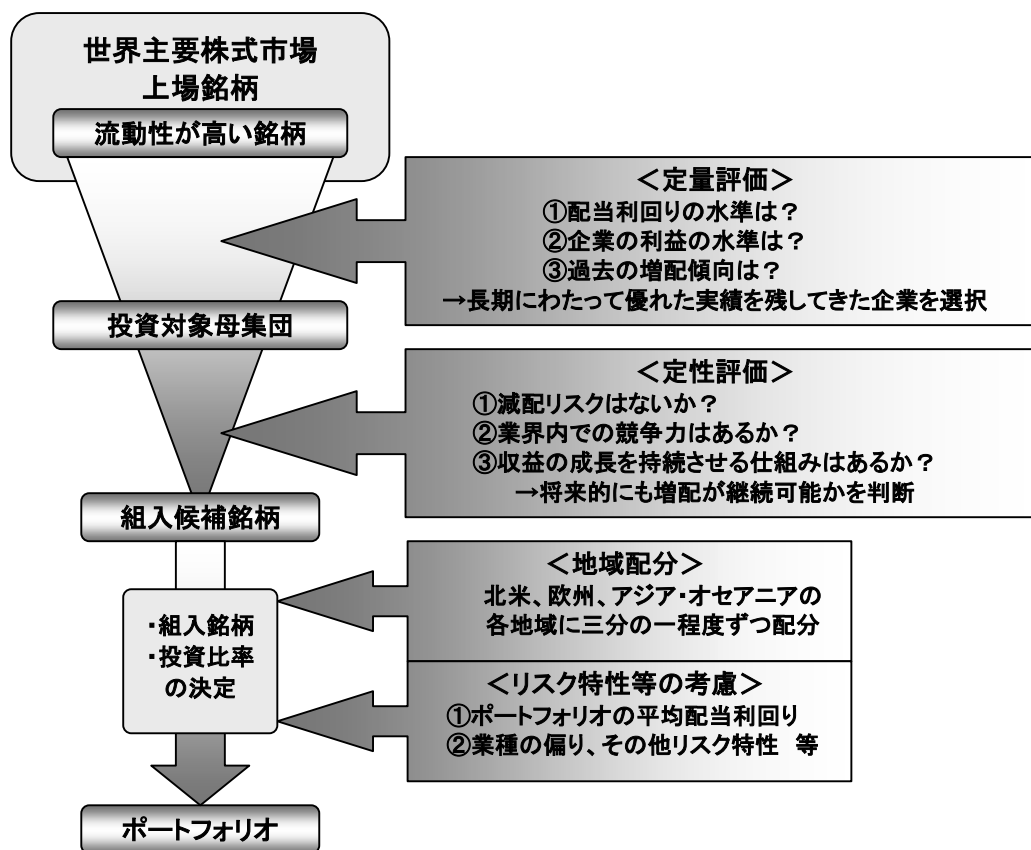 世界主要株式市場
上場銘柄
流動性が高い銘柄
＜定量評価＞
①配当利回りの水準は？
②企業の利益の水準は？
③過去の増配傾向は？
→長期にわたって優れた実績を残してきた企業を選択
投資対象母集団
＜定性評価＞
①減配リスクはないか？
②業界内での競争力はあるか？
③収益の成長を持続させる仕組みはあるか？
→将来的にも増配が継続可能かを判断
組入候補銘柄
＜地域配分＞
北米、欧州、アジア・オセアニアの
各地域に三分の一程度ずつ配分
・組入銘柄
・投資比率
の決定
＜リスク特性等の考慮＞
①ポートフォリオの平均配当利回り
②業種の偏り、その他リスク特性　等
ポートフォリオ